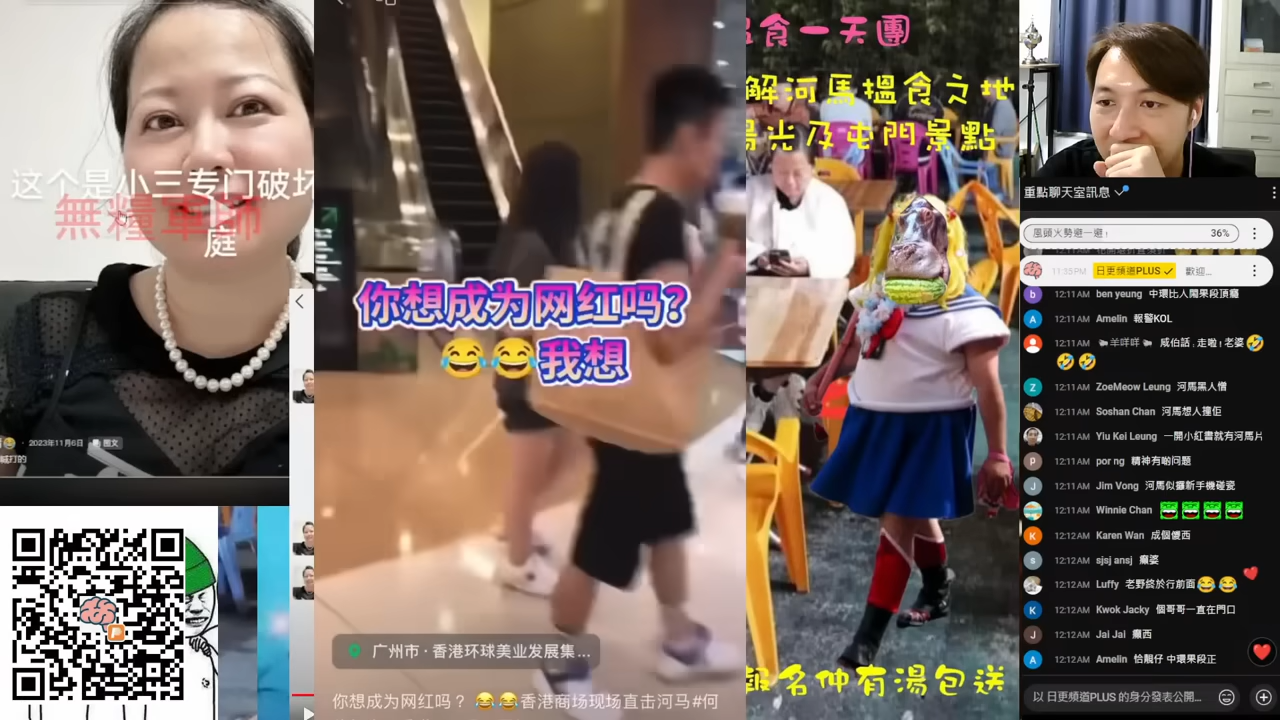 这个是小三专门破坏
庭
無糧軍師
· 2023年11月6日 · 图文
你想成为网红吗?
😂😂我想
广州市 · 香港环球美业发展集...
你想成为网红吗？😂😂香港商场现场直击河马#何
食一天團
解河馬搵食之地
陽光及屯門景點
報名仲有湯包送
重點聊天室訊息
風頭火勢避一避!
36%
11:33 PM 日更頻道PLUS 歡迎...
12:11 AM ben yeung 中環比人鬧果段頂癮
12:11 AM Amelin 報警KOL
12:11 AM 🐏羊咩咩🐏 威伯話,走啦!老婆🤣
🤣🤣
12:11 AM ZoeMeow Leung 河馬黑人憎
12:11 AM Soshan Chan 河馬想人撞佢
12:11 AM Yiu Kei Leung 一開小紅書就有河馬片
12:11 AM por ng 精神有啲问题
12:11 AM Jim Vong 河馬似攞新手機碰瓷
12:11 AM Winnie Chan
12:12 AM Karen Wan 成個傻西
12:12 AM sjsj ansj 癲婆
12:12 AM Luffy 老野終於行前面😂😂
12:12 AM Kwok Jacky 個哥哥一直在門口
12:12 AM Jai Jai 癲西
12:12 AM Amelin 恰靚仔 中環果段正
以 日更頻道PLUS 的身分發表公開...